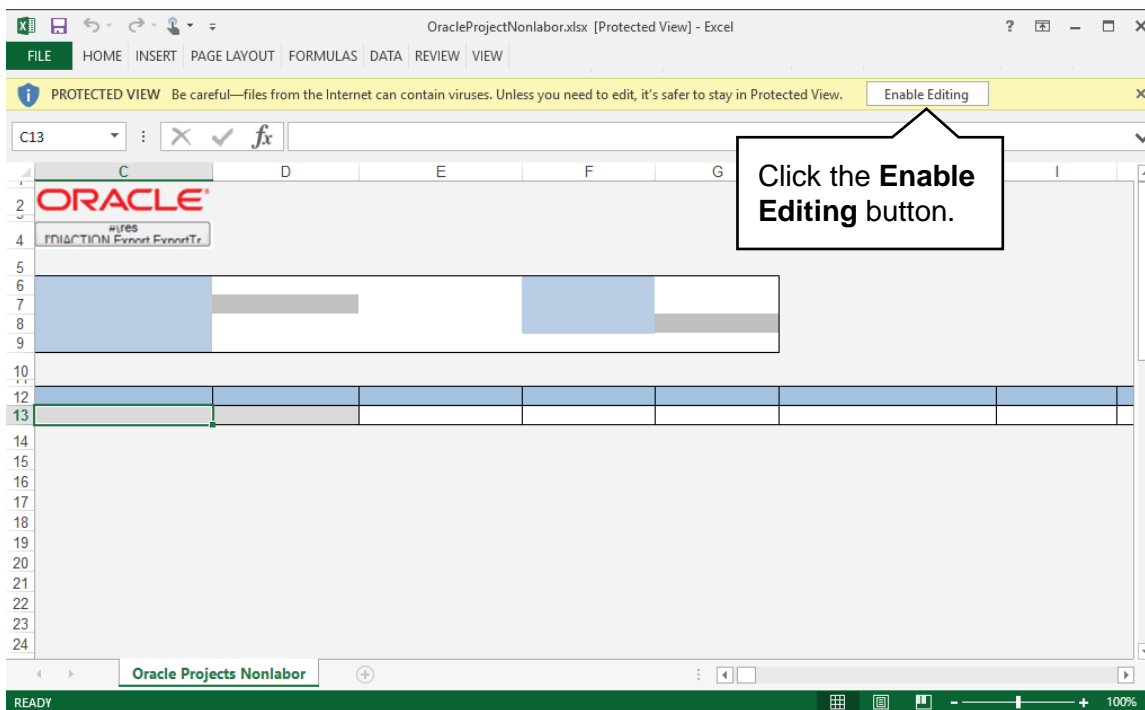 OracleProjectNonlabor.xlsx [Protected View] - Excel
FILE HOME INSERT PAGE LAYOUT FORMULAS DATA REVIEW VIEW
PROTECTED VIEW Be careful—files from the Internet can contain viruses. Unless you need to edit, it's safer to stay in Protected View. Enable Editing
C13 fx
Click the Enable
Editing button.
C D E F G I
2 ORACLE
4
5
6
7
8
9
10
12
13
14
15
16
17
18
19
20
21
22
23
24
Oracle Projects Nonlabor
READY 100%